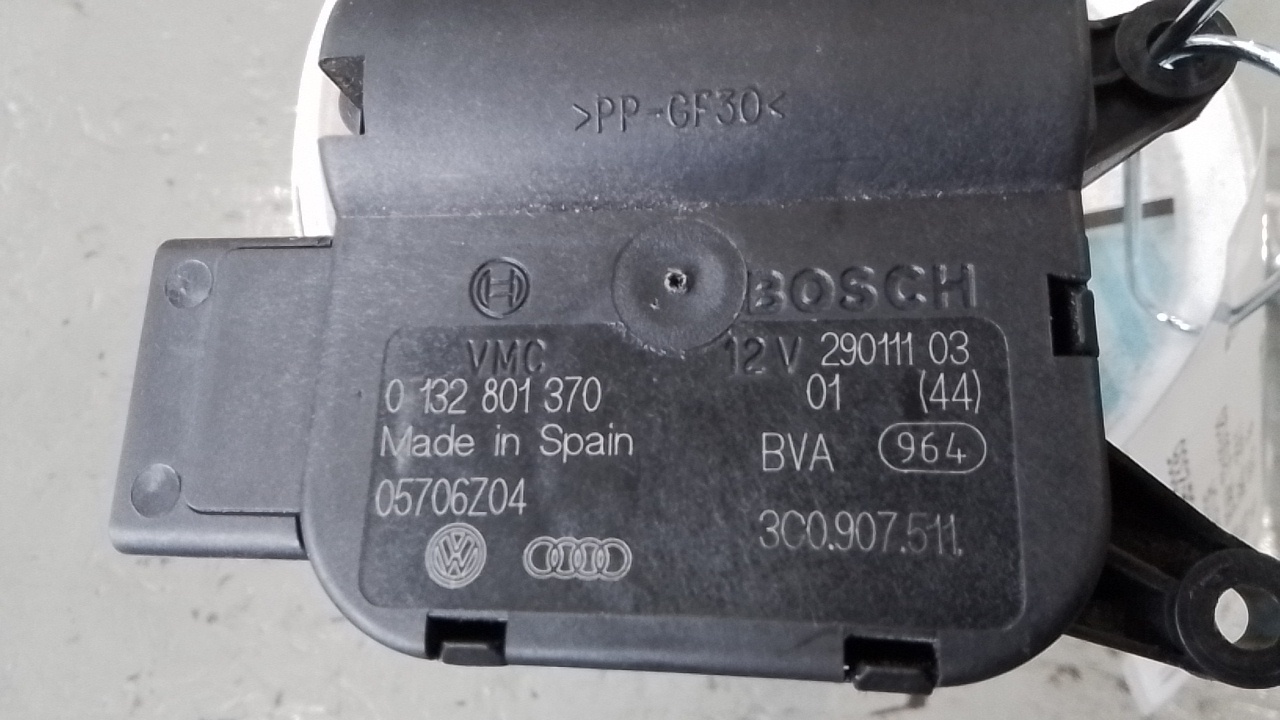 >PP-GF30<
BOSCH
VMC 12 V 290111 03
0 132 801 370 01 (44)
Made in Spain BVA 964
05706Z04 3C0.907.511.